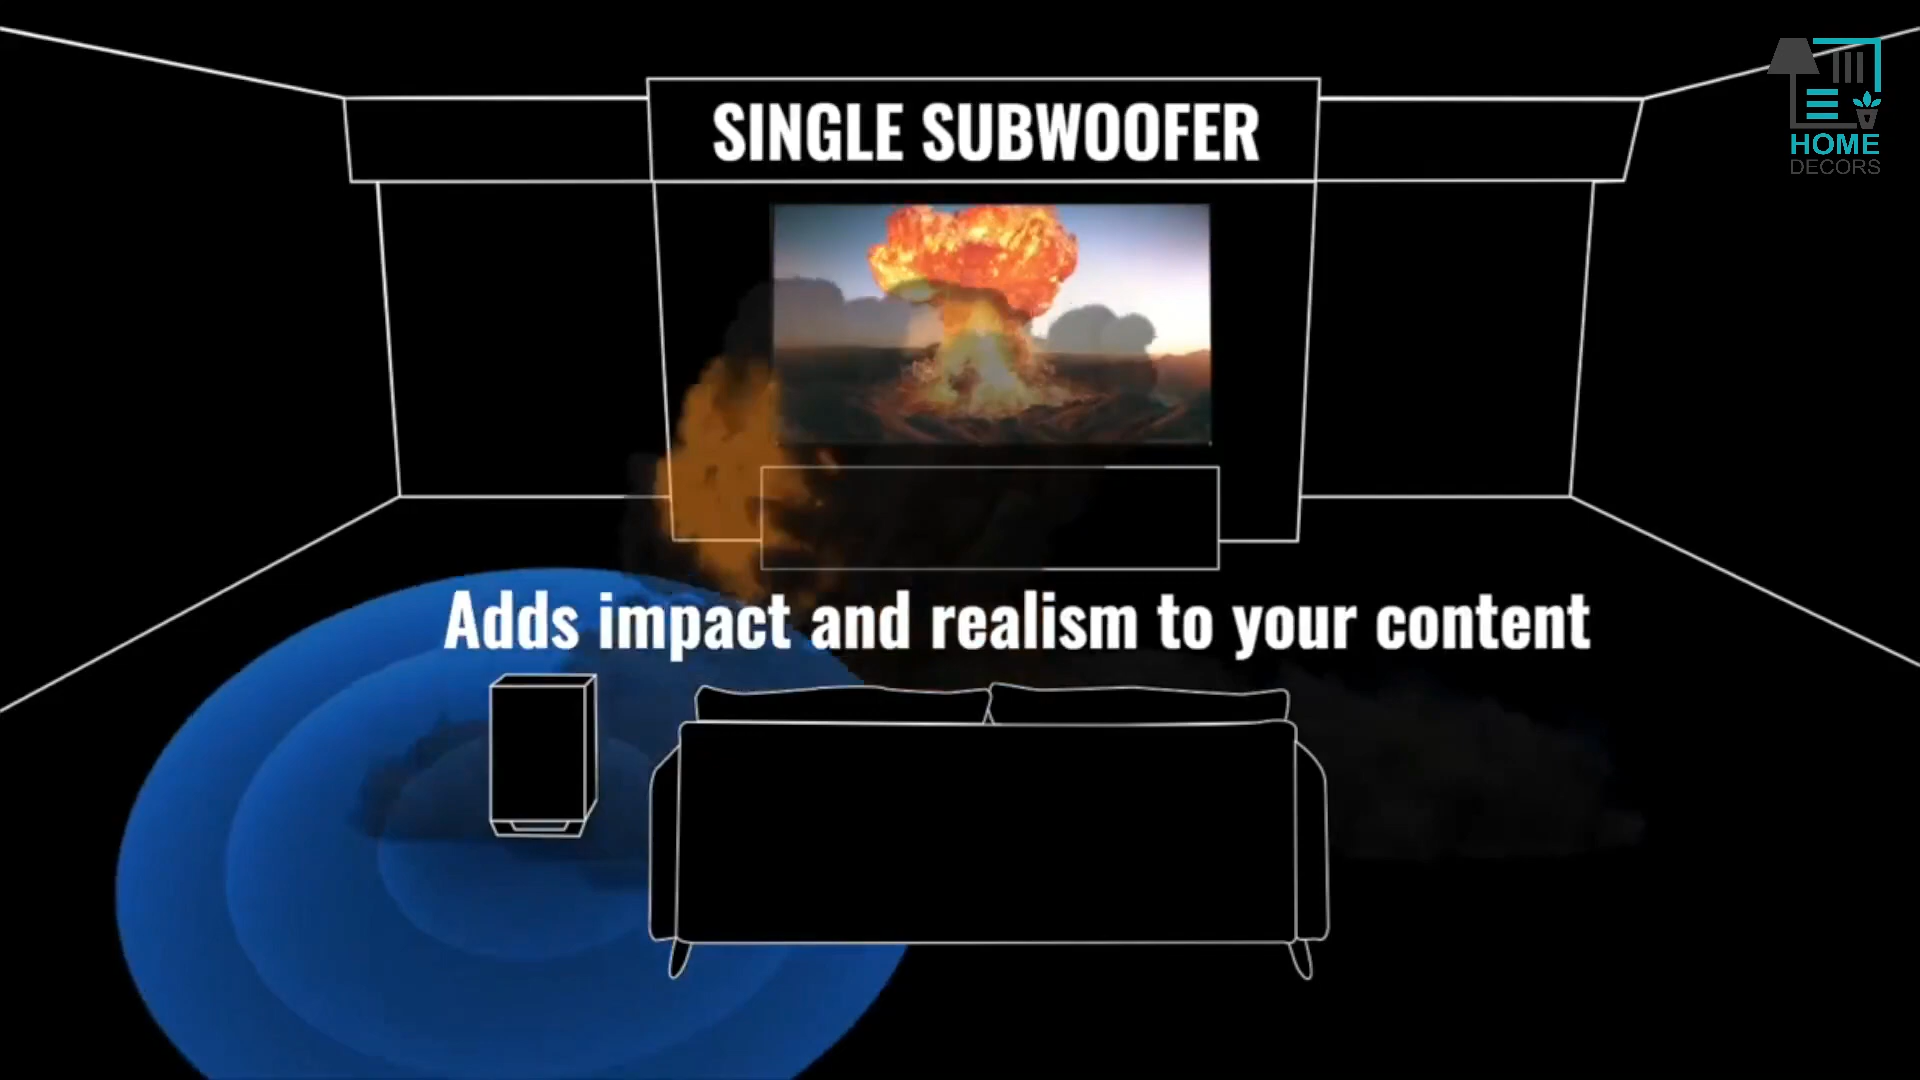 SINGLE SUBWOOFER
HOME
DECORS
Adds impact and realism to your content